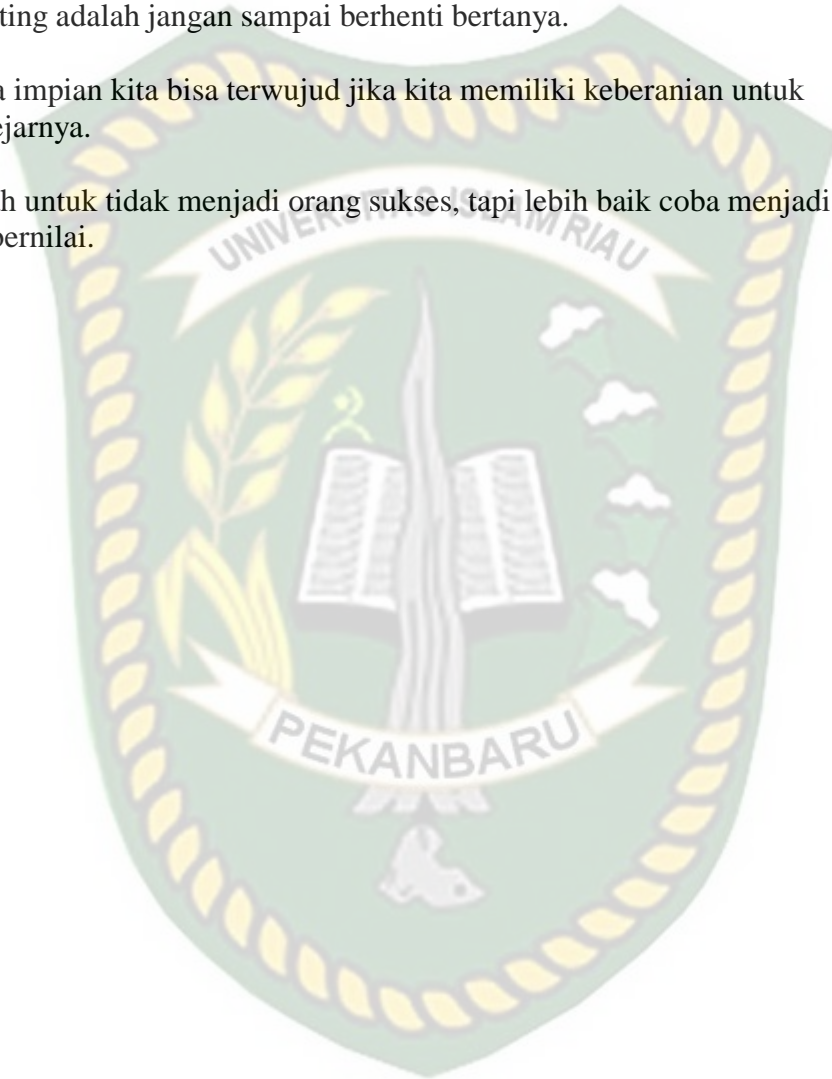 ting adalah jangan sampai berhenti bertanya.
a impian kita bisa terwujud jika kita memiliki keberanian untuk
ejarnya.
h untuk tidak menjadi orang sukses, tapi lebih baik coba menjadi
bernilai.
UNIVERSITAS ISLAM RIAU
PEKANBARU